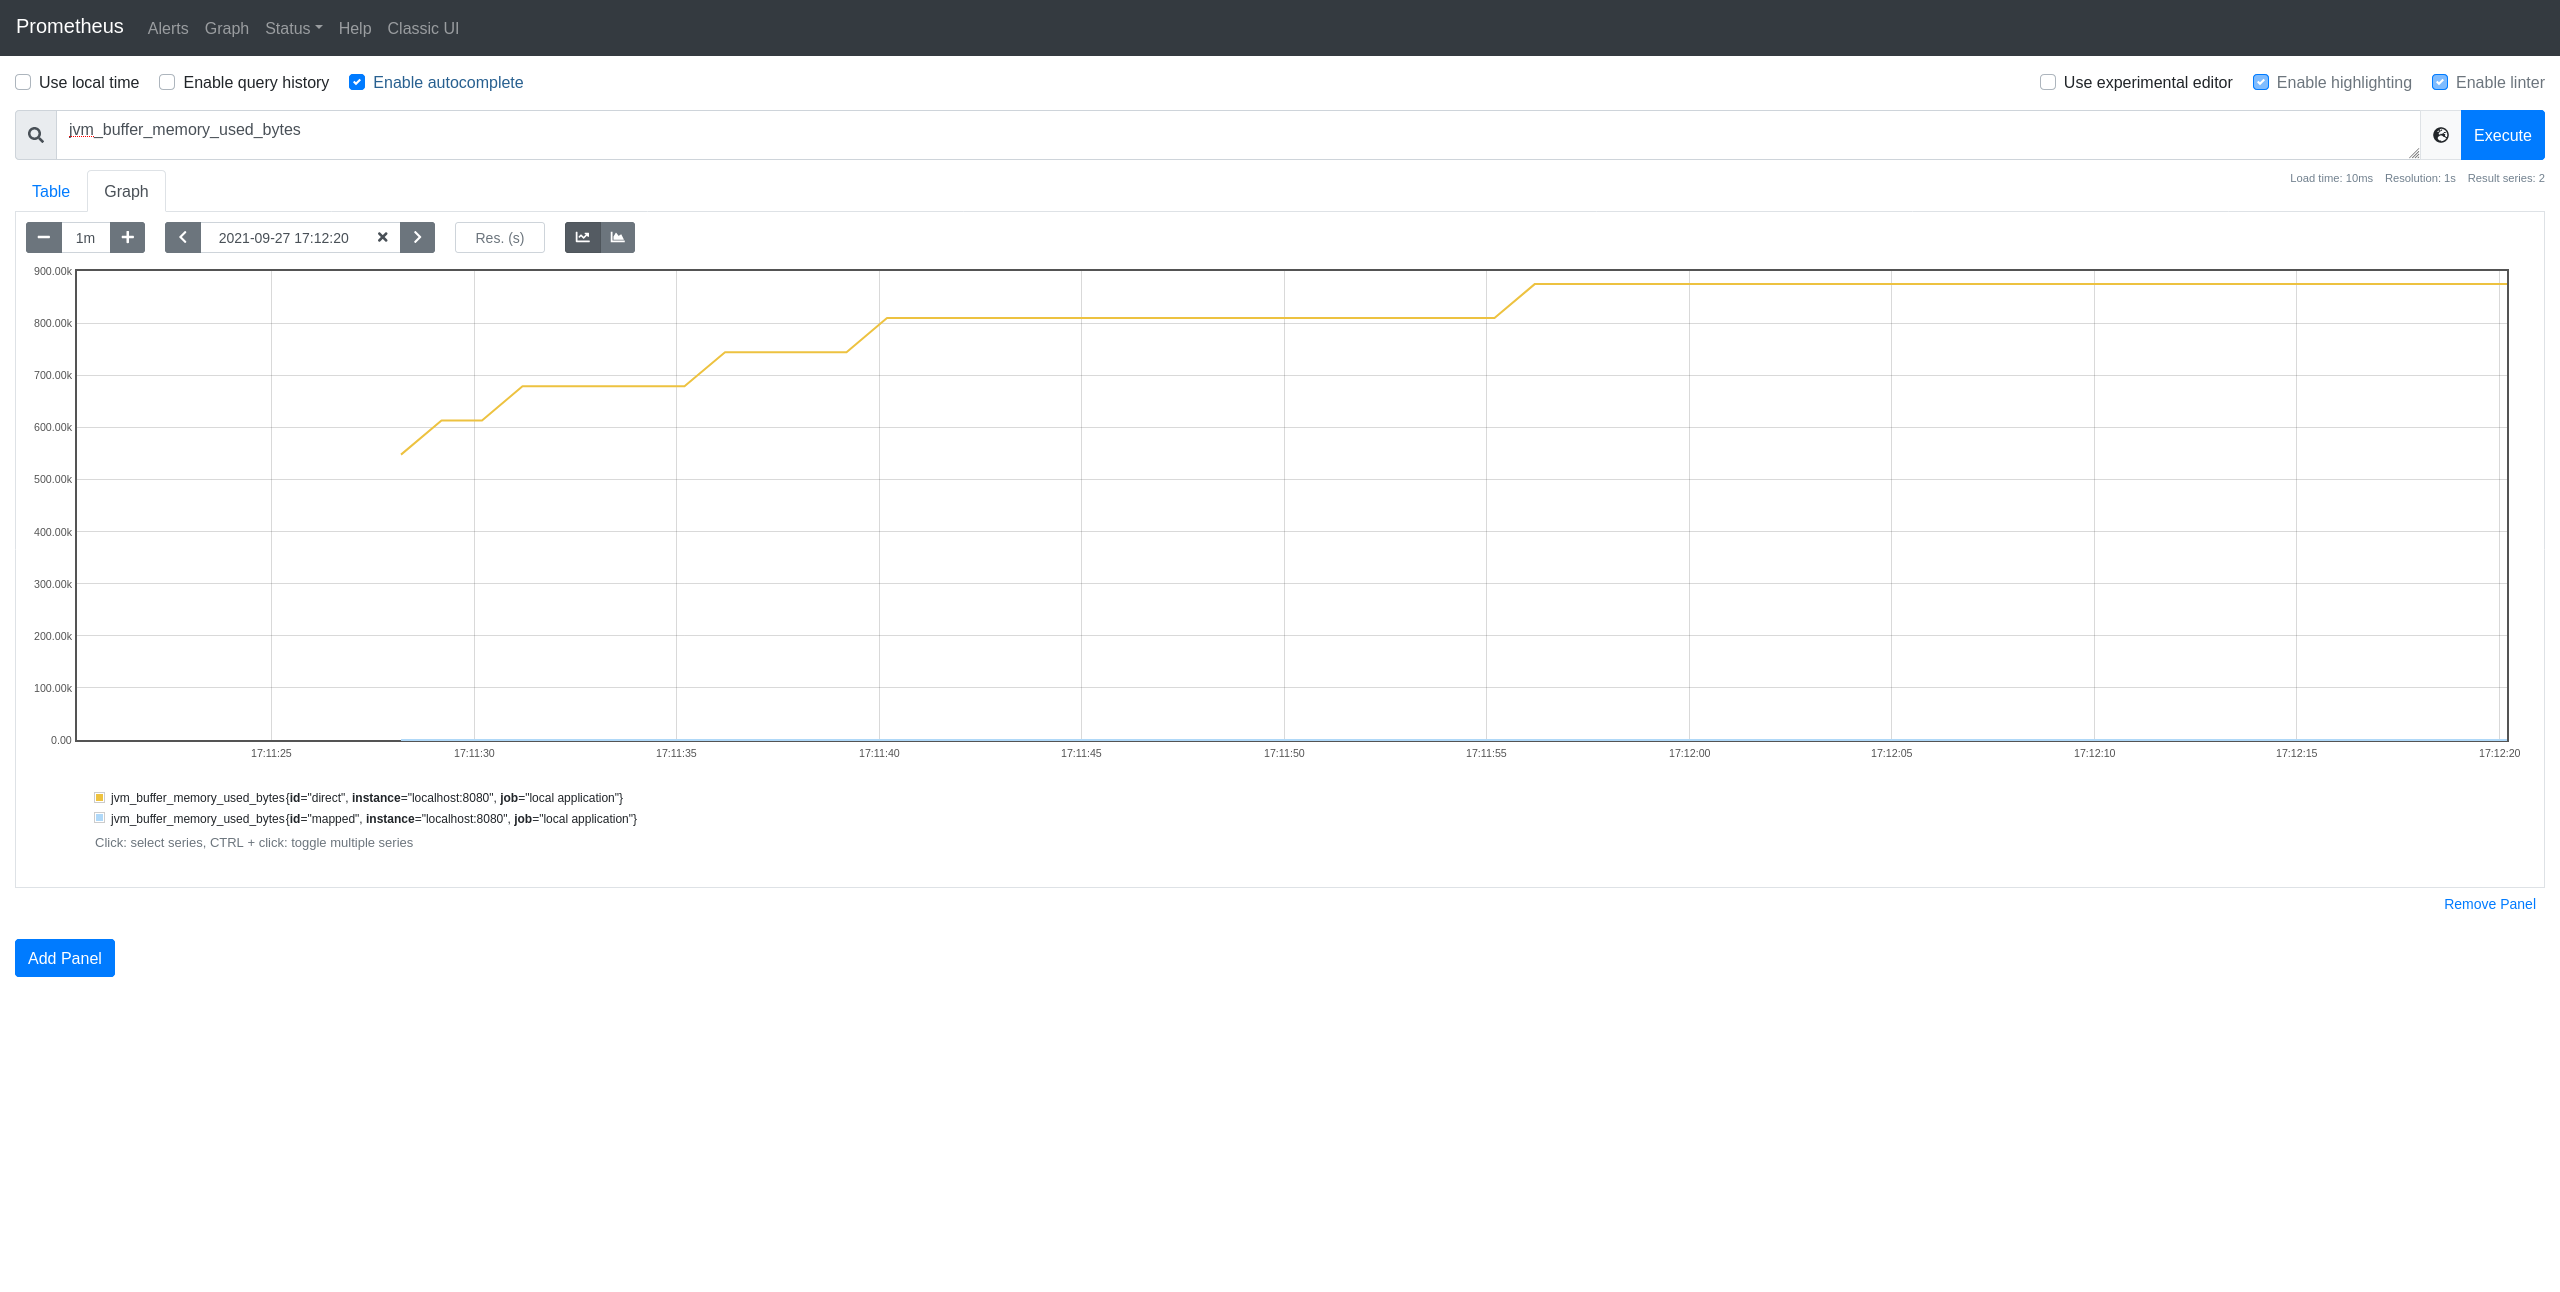 Prometheus Alerts Graph Status Help Classic UI
Use local time Enable query history Enable autocomplete Use experimental editor Enable highlighting Enable linter
jvm_buffer_memory_used_bytes Execute
Table Graph Load time: 10ms Resolution: 1s Result series: 2
1m 2021-09-27 17:12:20 Res. (s)
900.00k
800.00k
700.00k
600.00k
500.00k
400.00k
300.00k
200.00k
100.00k
0.00
17:11:25 17:11:30 17:11:35 17:11:40 17:11:45 17:11:50 17:11:55 17:12:00 17:12:05 17:12:10 17:12:15 17:12:20
jvm_buffer_memory_used_bytes{id="direct", instance="localhost:8080", job="local application"}
jvm_buffer_memory_used_bytes{id="mapped", instance="localhost:8080", job="local application"}
Click: select series, CTRL + click: toggle multiple series
Remove Panel
Add Panel